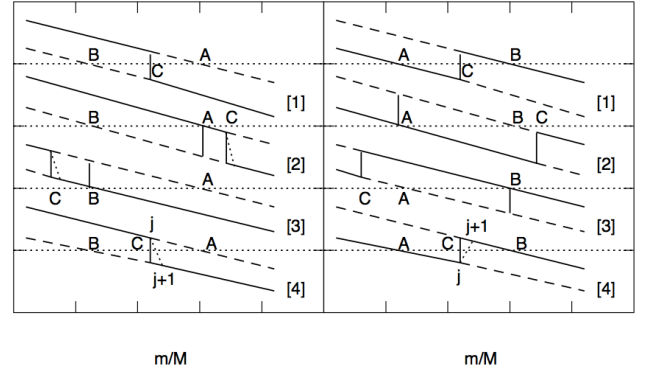 B A A B
C C
[1] [1]
B A C A B C
[2] [2]
A B
C B C A
[3] [3]
j j+1
B C A A C B
j+1 j
[4] [4]
m/M m/M